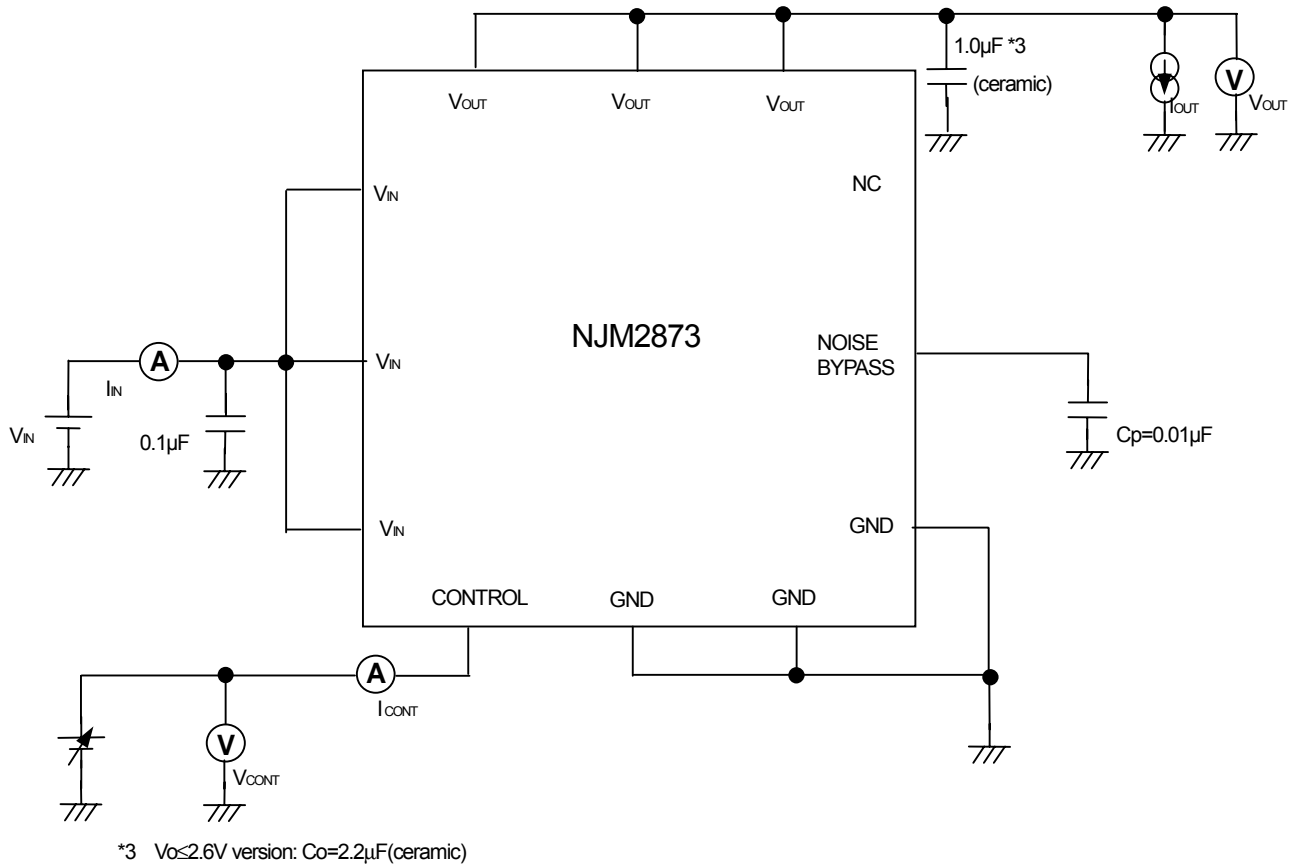 1.0µF *3
(ceramic)
VOUT
VOUT
VOUT
IOUT
V
VOUT
VIN
NC
NJM2873
NOISE
BYPASS
VIN
A
IIN
VIN
0.1µF
Cp=0.01µF
VIN
GND
CONTROL
GND
GND
A
ICONT
V
VCONT
*3 Vo≤2.6V version: Co=2.2µF(ceramic)